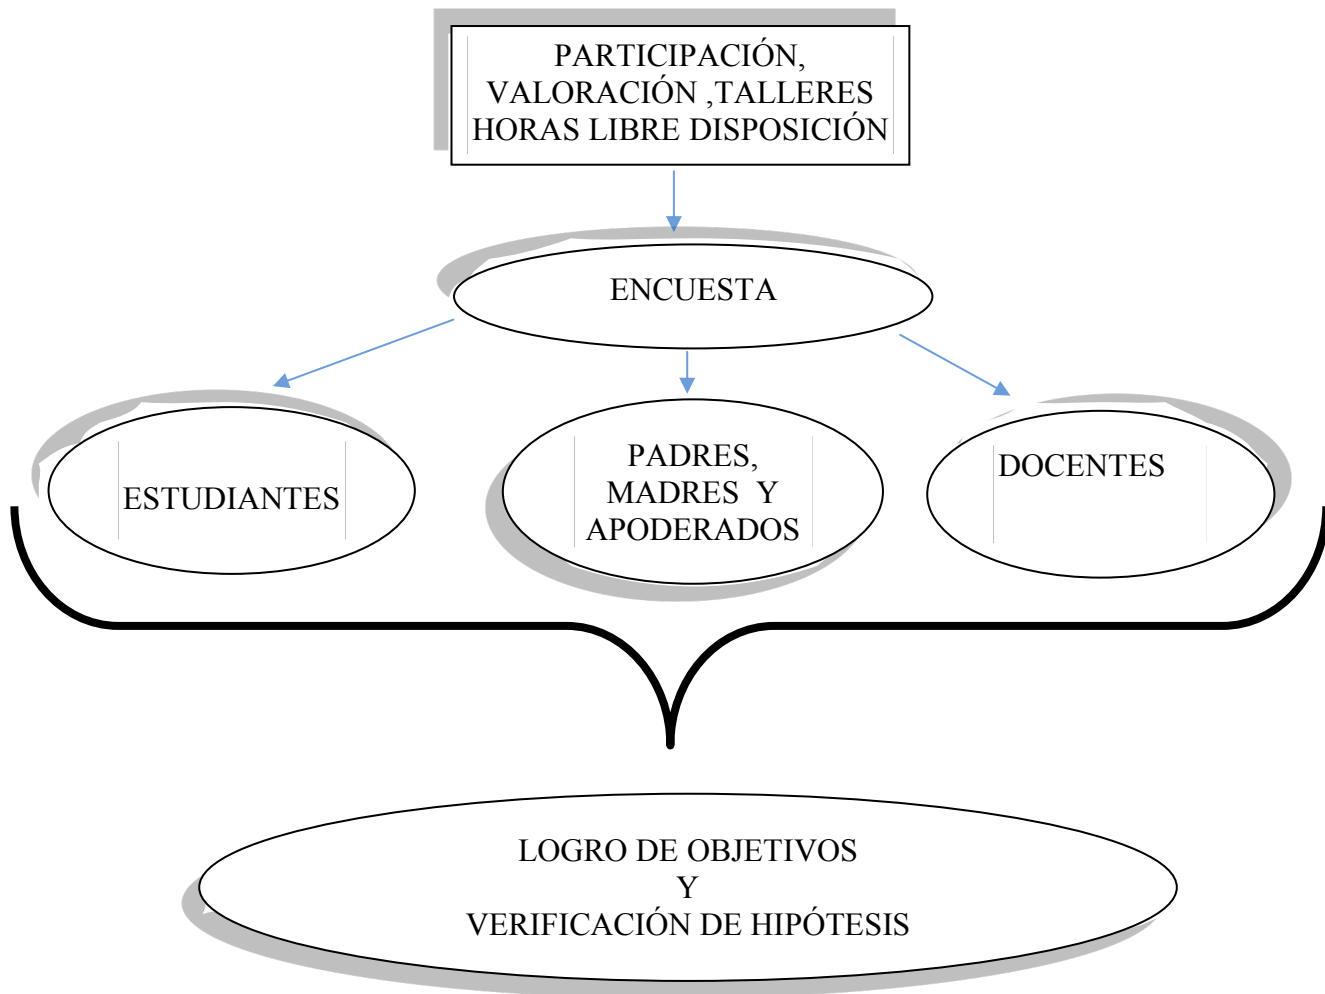 PARTICIPACIÓN,
VALORACIÓN ,TALLERES
HORAS LIBRE DISPOSICIÓN
ENCUESTA
ESTUDIANTES
PADRES,
MADRES Y
APODERADOS
DOCENTES
LOGRO DE OBJETIVOS
Y
VERIFICACIÓN DE HIPÓTESIS